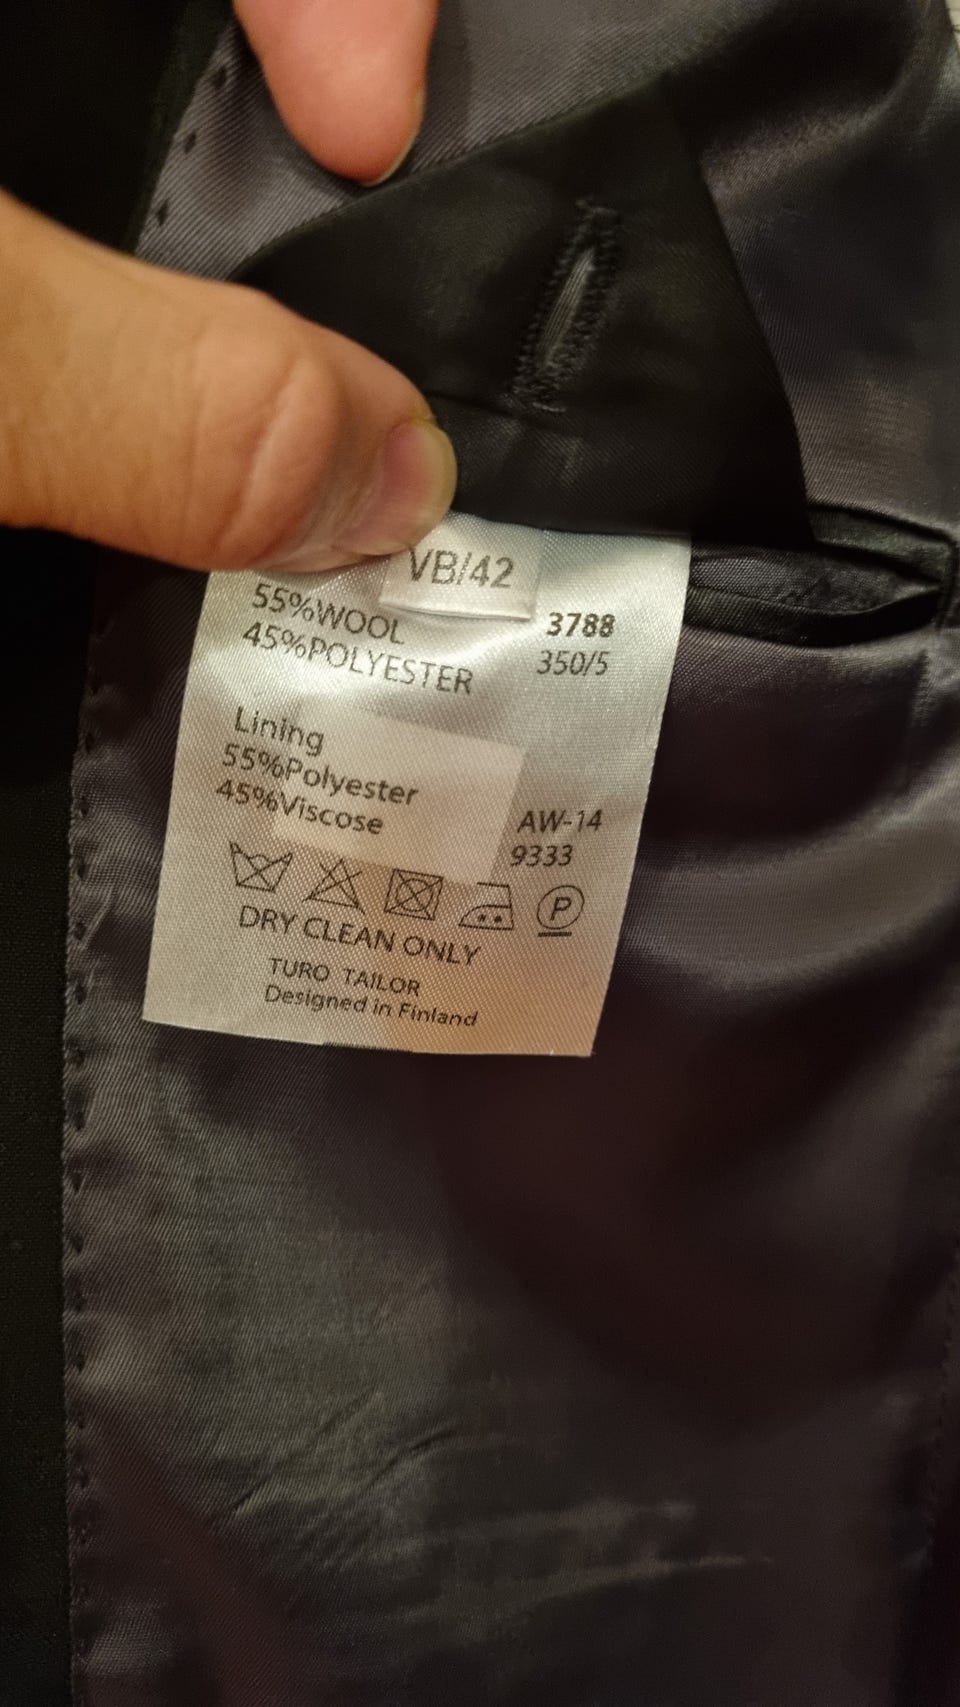 VB/42
55%WOOL
45%POLYESTER
3788
350/5
Lining
55%Polyester
45%Viscose
AW-14
9333
P
DRY CLEAN ONLY
TURO TAILOR
Designed in Finland